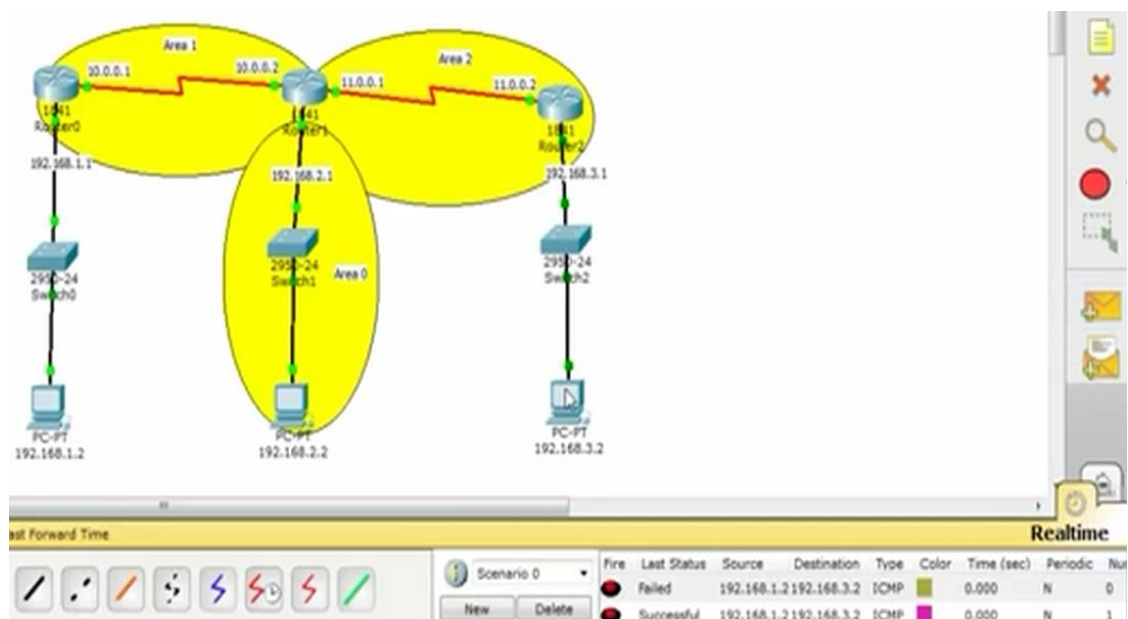 Area 1
Area 2
10.0.0.1
10.0.0.2
11.0.0.1
11.0.0.2
1841
Router0
1841
Router1
1841
Router2
192.168.1.1
192.168.2.1
192.168.3.1
2950-24
Switch0
2950-24
Switch1
Area 0
2950-24
Switch2
PC-PT
192.168.1.2
PC-PT
192.168.2.2
PC-PT
192.168.3.2
ast Forward Time
Realtime
Scenario 0
New
Delete
Fire Last Status Source Destination Type Color Time (sec) Periodic Nu
Failed 192.168.1.2 192.168.3.2 ICMP 0.000 N 0
Successful 192.168.1.2 192.168.3.2 ICMP 0.000 N 1